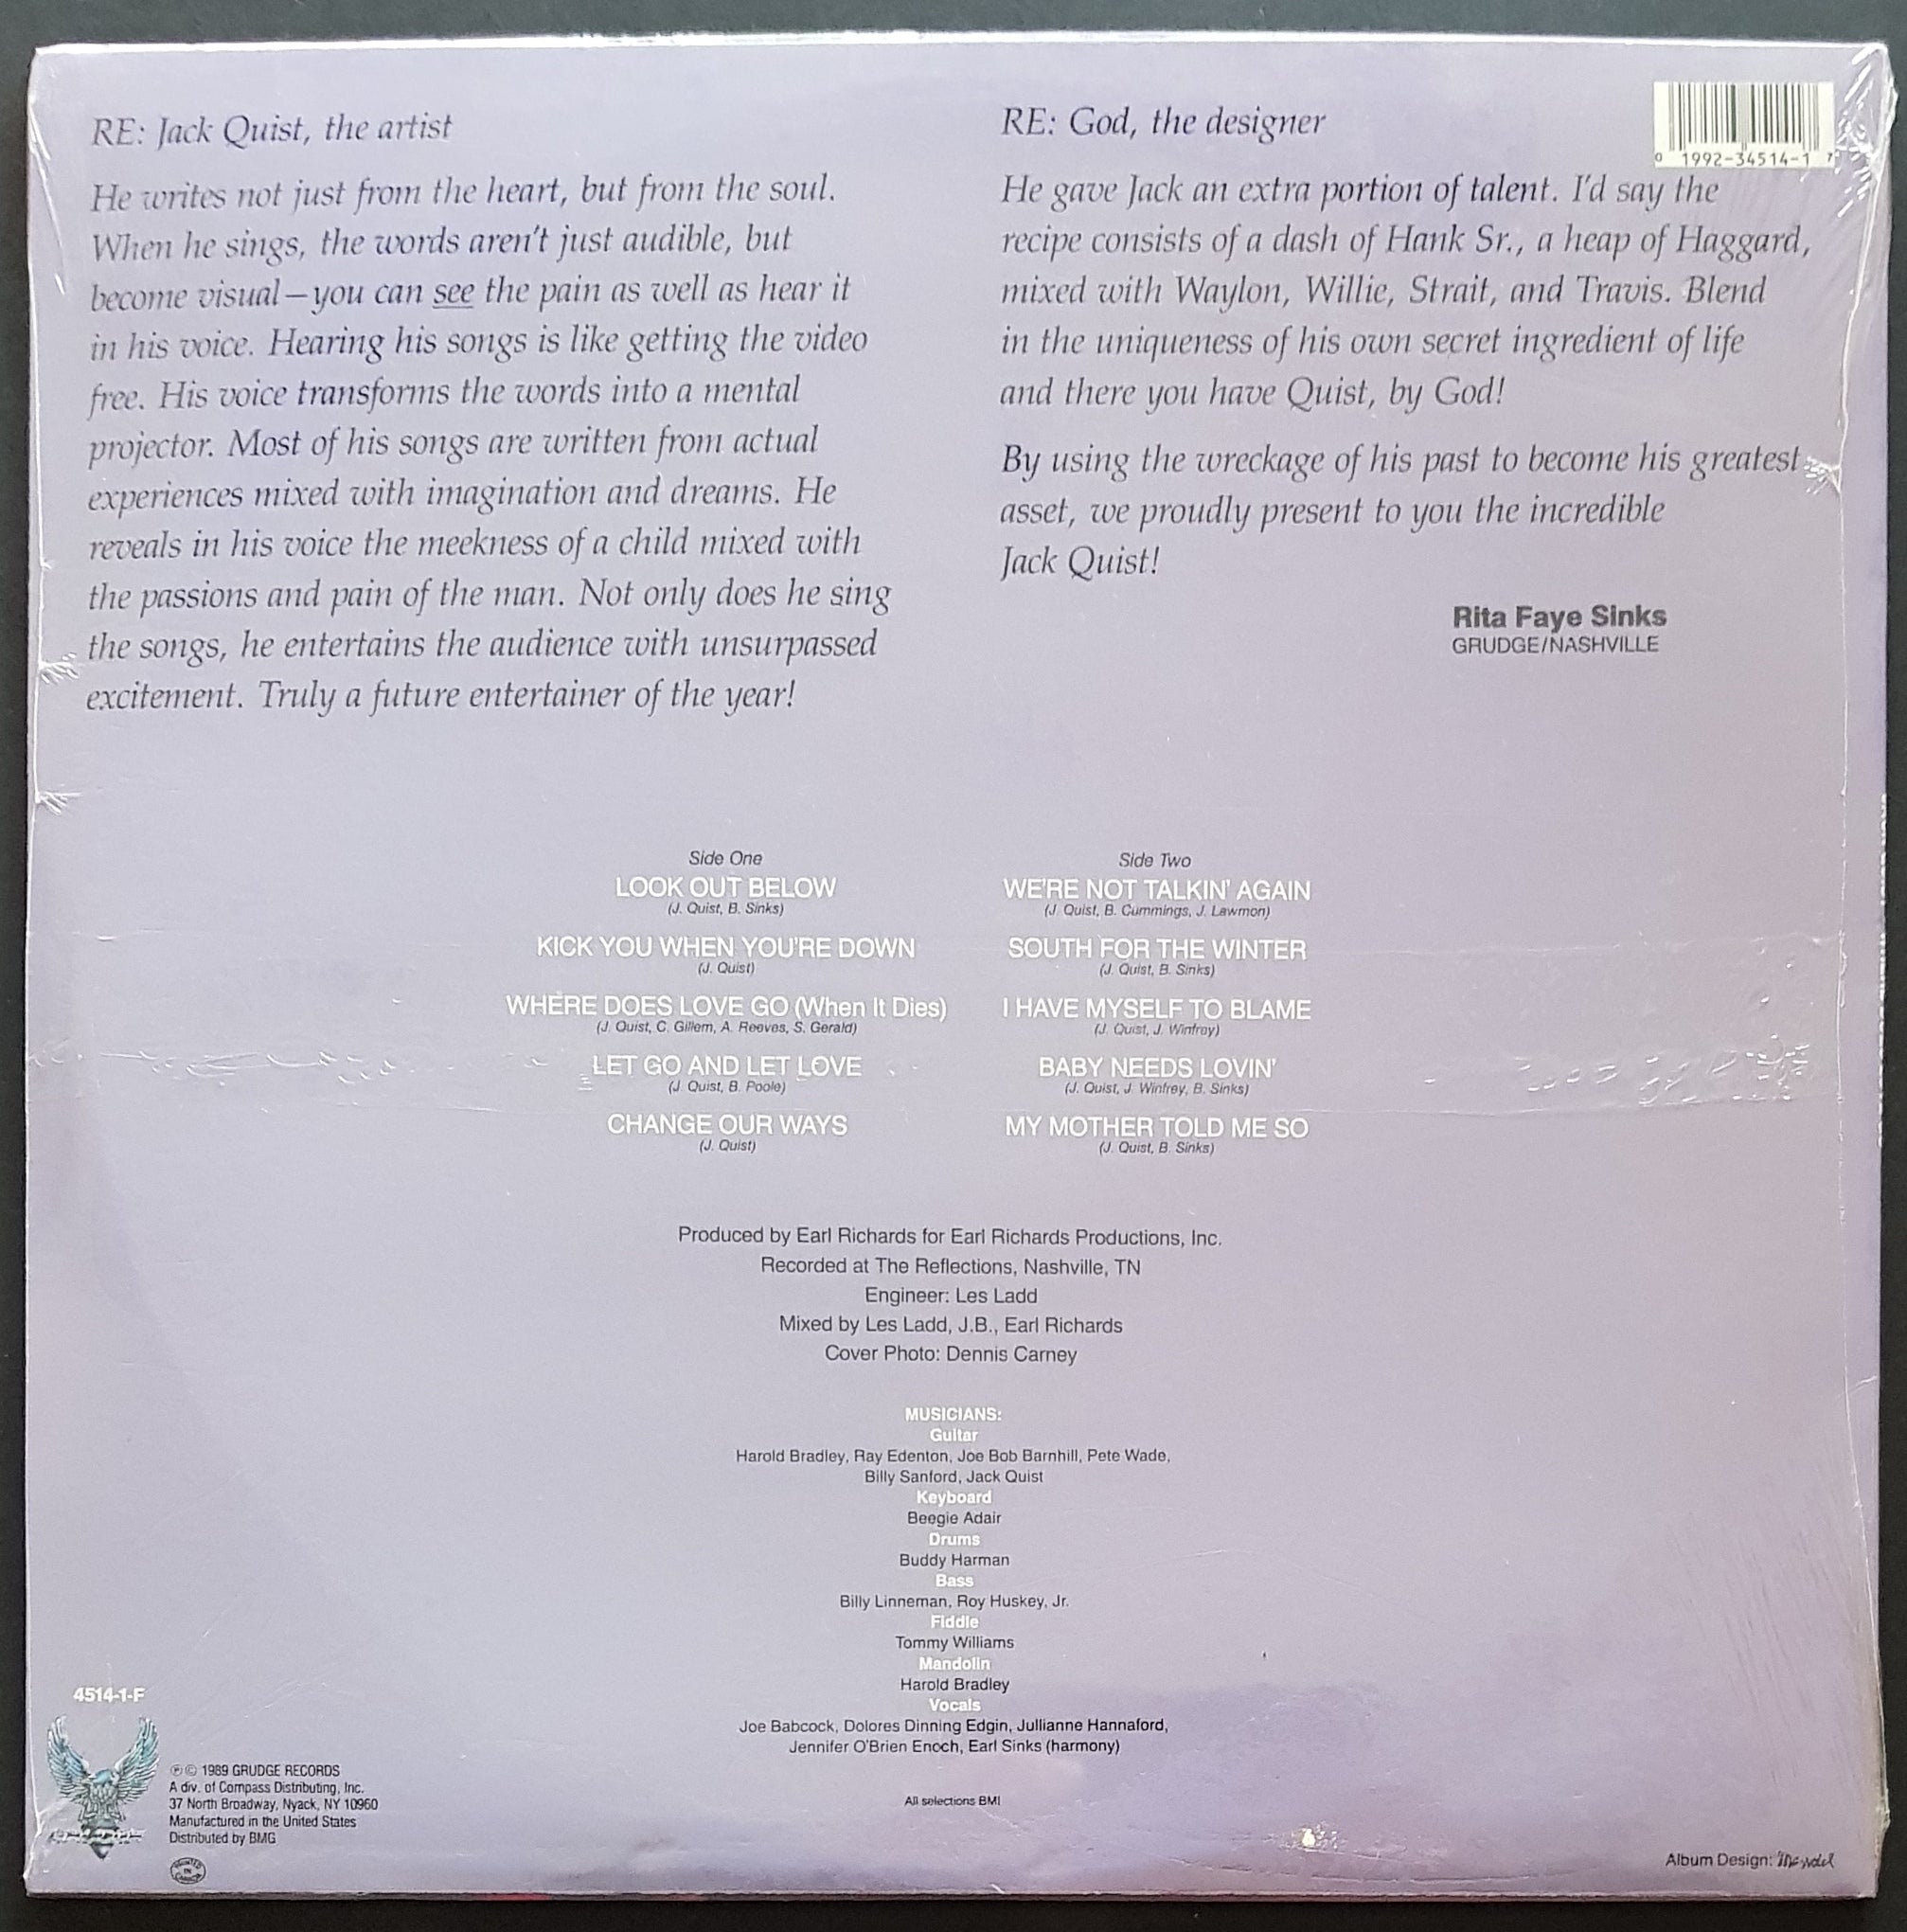 RE: Jack Quist, the artist
He writes not just from the heart, but from the soul.
When he sings, the words aren't just audible, but
become visual—you can see the pain as well as hear it
in his voice. Hearing his songs is like getting the video
free. His voice transforms the words into a mental
projector. Most of his songs are written from actual
experiences mixed with imagination and dreams. He
reveals in his voice the meekness of a child mixed with
the passions and pain of the man. Not only does he sing
the songs, he entertains the audience with unsurpassed
excitement. Truly a future entertainer of the year!
RE: God, the designer
0 1992-34514-1 7
He gave Jack an extra portion of talent. I'd say the
recipe consists of a dash of Hank Sr., a heap of Haggard,
mixed with Waylon, Willie, Strait, and Travis. Blend
in the uniqueness of his own secret ingredient of life
and there you have Quist, by God!
By using the wreckage of his past to become his greatest
asset, we proudly present to you the incredible
Jack Quist!
Rita Faye Sinks
GRUDGE/NASHVILLE
Side One
LOOK OUT BELOW
(J. Quist, B. Sinks)
KICK YOU WHEN YOU'RE DOWN
(J. Quist)
WHERE DOES LOVE GO (When It Dies)
(J. Quist, C. Gillem, A. Reeves, S. Gerald)
LET GO AND LET LOVE
(J. Quist, B. Poole)
CHANGE OUR WAYS
(J. Quist)
Side Two
WE'RE NOT TALKIN' AGAIN
(J. Quist, B. Cummings, J. Lawmon)
SOUTH FOR THE WINTER
(J. Quist, B. Sinks)
I HAVE MYSELF TO BLAME
(J. Quist, J. Winfrey)
BABY NEEDS LOVIN'
(J. Quist, J. Winfrey, B. Sinks)
MY MOTHER TOLD ME SO
(J. Quist, B. Sinks)
Produced by Earl Richards for Earl Richards Productions, Inc.
Recorded at The Reflections, Nashville, TN
Engineer: Les Ladd
Mixed by Les Ladd, J.B., Earl Richards
Cover Photo: Dennis Carney
MUSICIANS:
Guitar
Harold Bradley, Ray Edenton, Joe Bob Barnhill, Pete Wade,
Billy Sanford, Jack Quist
Keyboard
Beegie Adair
Drums
Buddy Harman
Bass
Billy Linneman, Roy Huskey, Jr.
Fiddle
Tommy Williams
Mandolin
Harold Bradley
Vocals
Joe Babcock, Dolores Dinning Edgin, Jullianne Hannaford,
Jennifer O'Brien Enoch, Earl Sinks (harmony)
All selections BMI
4514-1-F
℗ © 1989 GRUDGE RECORDS
A div. of Compass Distributing, Inc.
37 North Broadway, Nyack, NY 10960
Manufactured in the United States
Distributed by BMG
PRINTED
IN
CANADA
Album Design: